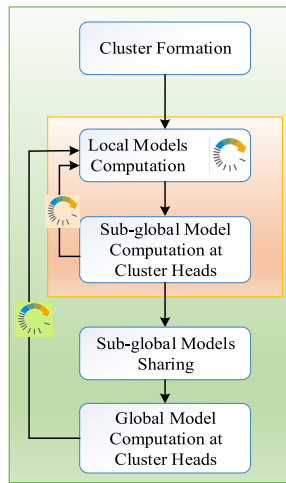 Cluster Formation
Local Models
Computation
Sub-global Model
Computation at
Cluster Heads
Sub-global Models
Sharing
Global Model
Computation at
Cluster Heads